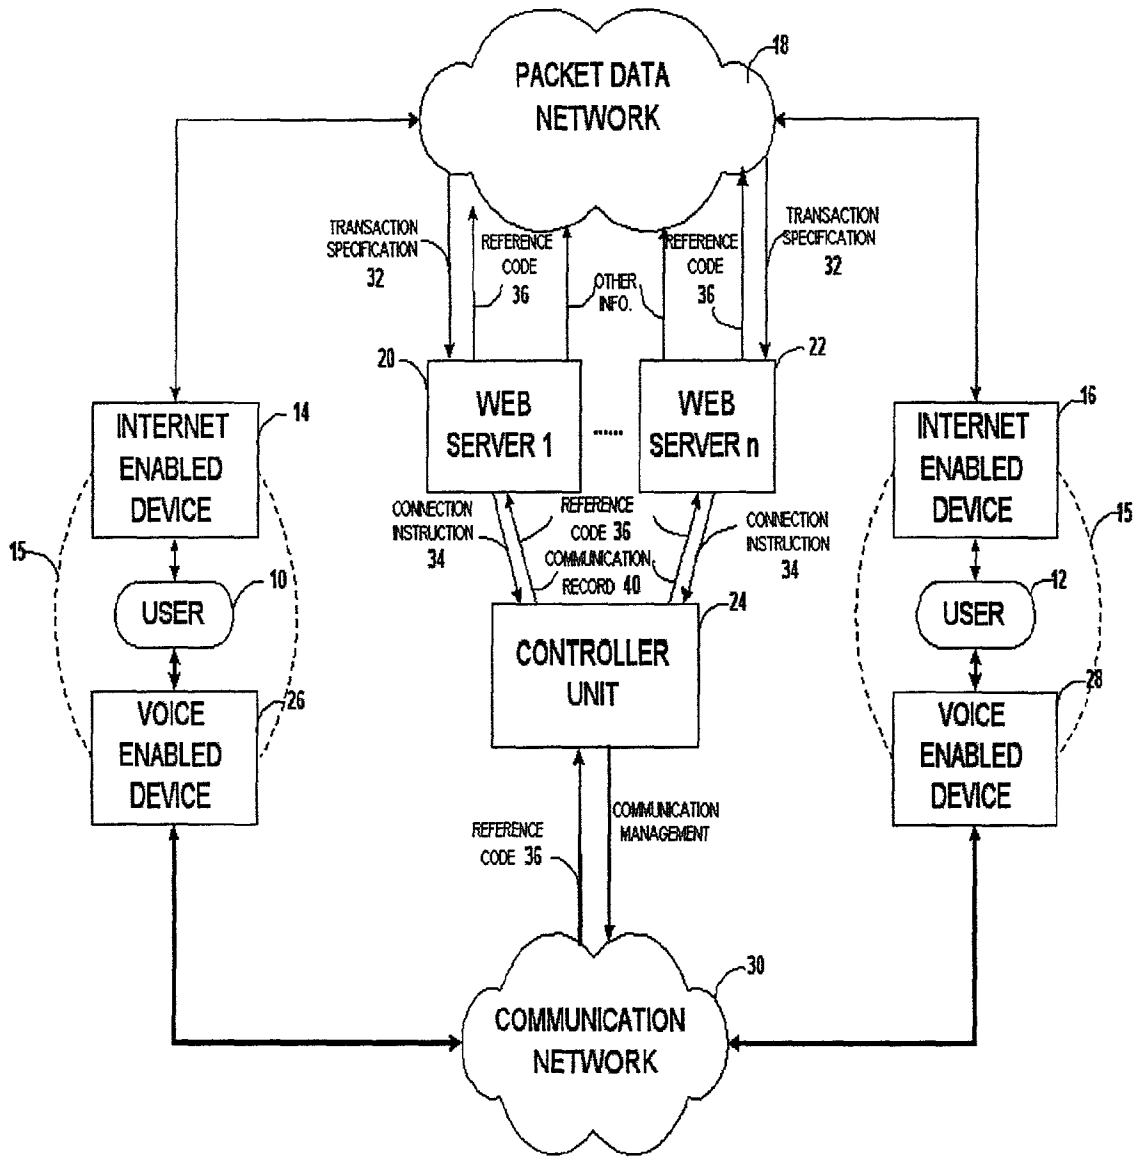 18
PACKET DATA
NETWORK
TRANSACTION
SPECIFICATION
32
REFERENCE
CODE
36
OTHER
INFO.
REFERENCE
CODE
36
TRANSACTION
SPECIFICATION
32
20
WEB
SERVER 1
......
22
WEB
SERVER n
14
INTERNET
ENABLED
DEVICE
16
INTERNET
ENABLED
DEVICE
CONNECTION
INSTRUCTION
34
REFERENCE
CODE 36
COMMUNICATION
RECORD 40
CONNECTION
INSTRUCTION
34
15
10
USER
15
12
USER
24
CONTROLLER
UNIT
26
VOICE
ENABLED
DEVICE
28
VOICE
ENABLED
DEVICE
REFERENCE
CODE 36
COMMUNICATION
MANAGEMENT
30
COMMUNICATION
NETWORK